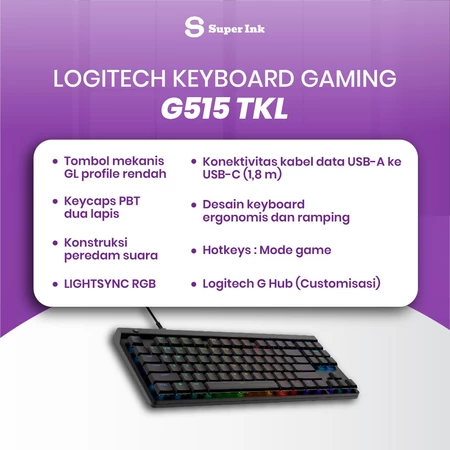 Super Ink
LOGITECH KEYBOARD GAMING
G515 TKL
• Tombol mekanis
GL profile rendah
• Keycaps PBT
dua lapis
• Konstruksi
peredam suara
• LIGHTSYNC RGB
• Konektivitas kabel data USB-A ke
USB-C (1,8 m)
• Desain keyboard
ergonomis dan ramping
• Hotkeys : Mode game
• Logitech G Hub (Customisasi)